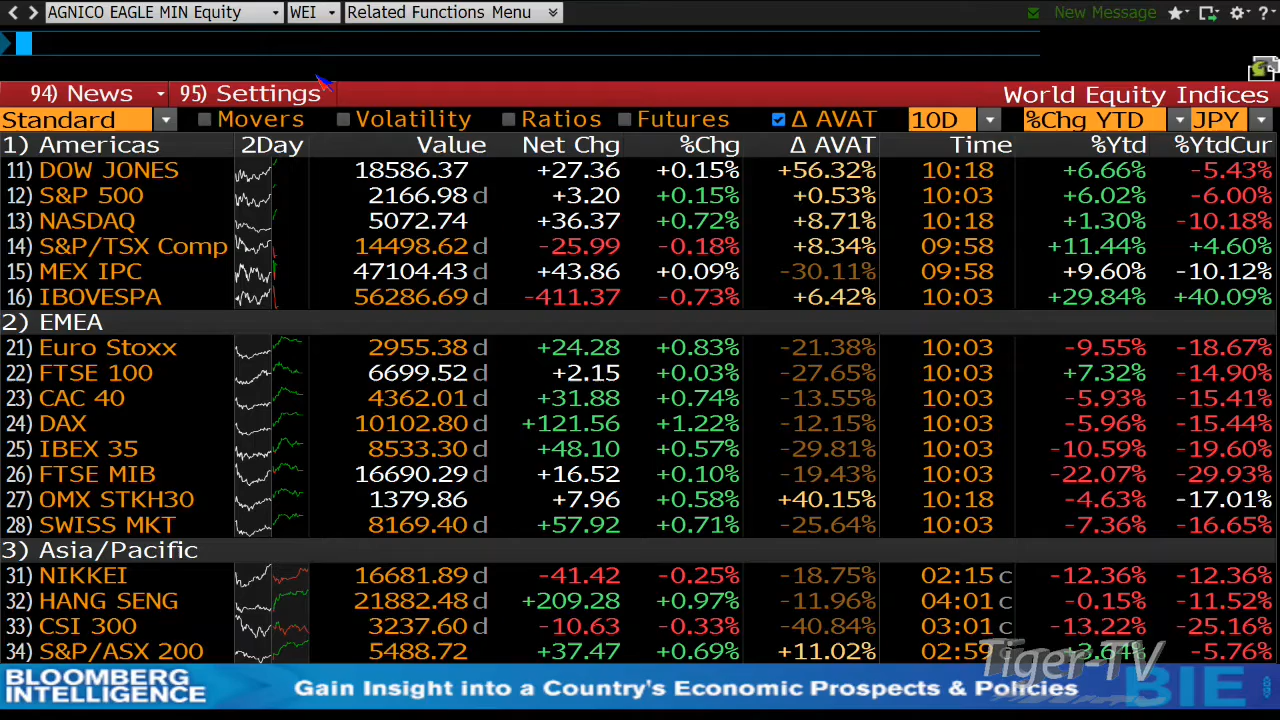 AGNICO EAGLE MIN Equity WEI Related Functions Menu New Message ?
94) News 95) Settings World Equity Indices
Standard Movers Volatility Ratios Futures Δ AVAT 10D %Chg YTD JPY
1) Americas 2Day Value Net Chg %Chg Δ AVAT Time %Ytd %YtdCur
11) DOW JONES 18586.37 +27.36 +0.15% +56.32% 10:18 +6.66% -5.43%
12) S&P 500 2166.98 d +3.20 +0.15% +0.53% 10:03 +6.02% -6.00%
13) NASDAQ 5072.74 +36.37 +0.72% +8.71% 10:18 +1.30% -10.18%
14) S&P/TSX Comp 14498.62 d -25.99 -0.18% +8.34% 09:58 +11.44% +4.60%
15) MEX IPC 47104.43 d +43.86 +0.09% -30.11% 09:58 +9.60% -10.12%
16) IBOVESPA 56286.69 d -411.37 -0.73% +6.42% 10:03 +29.84% +40.09%
2) EMEA
21) Euro Stoxx 2955.38 d +24.28 +0.83% -21.38% 10:03 -9.55% -18.67%
22) FTSE 100 6699.52 d +2.15 +0.03% -27.65% 10:03 +7.32% -14.90%
23) CAC 40 4362.01 d +31.88 +0.74% -13.55% 10:03 -5.93% -15.41%
24) DAX 10102.80 d +121.56 +1.22% -12.15% 10:03 -5.96% -15.44%
25) IBEX 35 8533.30 d +48.10 +0.57% -29.81% 10:03 -10.59% -19.60%
26) FTSE MIB 16690.29 d +16.52 +0.10% -19.43% 10:03 -22.07% -29.93%
27) OMX STKH30 1379.86 +7.96 +0.58% +40.15% 10:18 -4.63% -17.01%
28) SWISS MKT 8169.40 d +57.92 +0.71% -25.64% 10:03 -7.36% -16.65%
3) Asia/Pacific
31) NIKKEI 16681.89 d -41.42 -0.25% -18.75% 02:15 c -12.36% -12.36%
32) HANG SENG 21882.48 d +209.28 +0.97% -11.96% 04:01 c -0.15% -11.52%
33) CSI 300 3237.60 d -10.63 -0.33% -40.84% 03:01 c -13.22% -25.16%
34) S&P/ASX 200 5488.72 +37.47 +0.69% +11.02% 02:59 c +3.64% -5.76%
Tiger-TV
BLOOMBERG INTELLIGENCE Gain Insight into a Country's Economic Prospects & Policies BIE